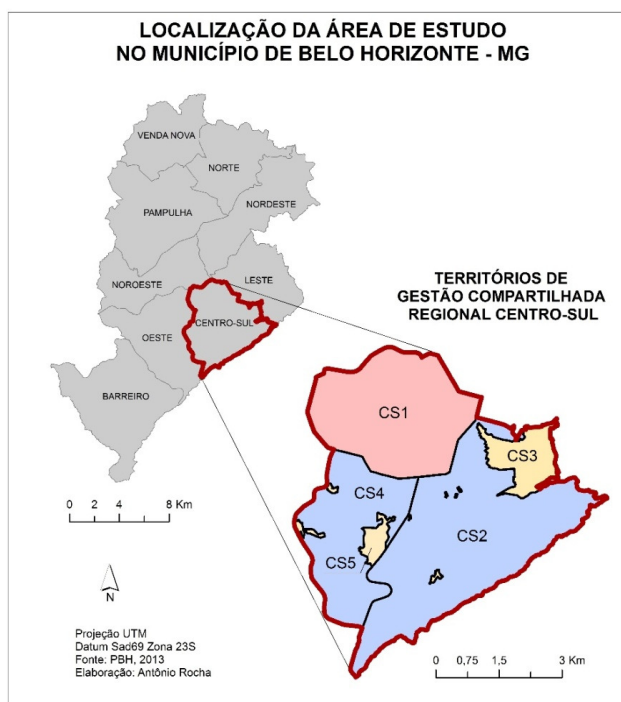 LOCALIZAÇÃO DA ÁREA DE ESTUDO
NO MUNICÍPIO DE BELO HORIZONTE - MG
VENDA NOVA
NORTE
NORDESTE
PAMPULHA
NOROESTE
LESTE
CENTRO-SUL
OESTE
BARREIRO
0 2 4 8 Km
N
Projeção UTM
Datum Sad69 Zona 23S
Fonte: PBH, 2013
Elaboração: Antônio Rocha
TERRITÓRIOS DE
GESTÃO COMPARTILHADA
REGIONAL CENTRO-SUL
CS1
CS3
CS4
CS2
CS5
0 0,75 1,5 3 Km